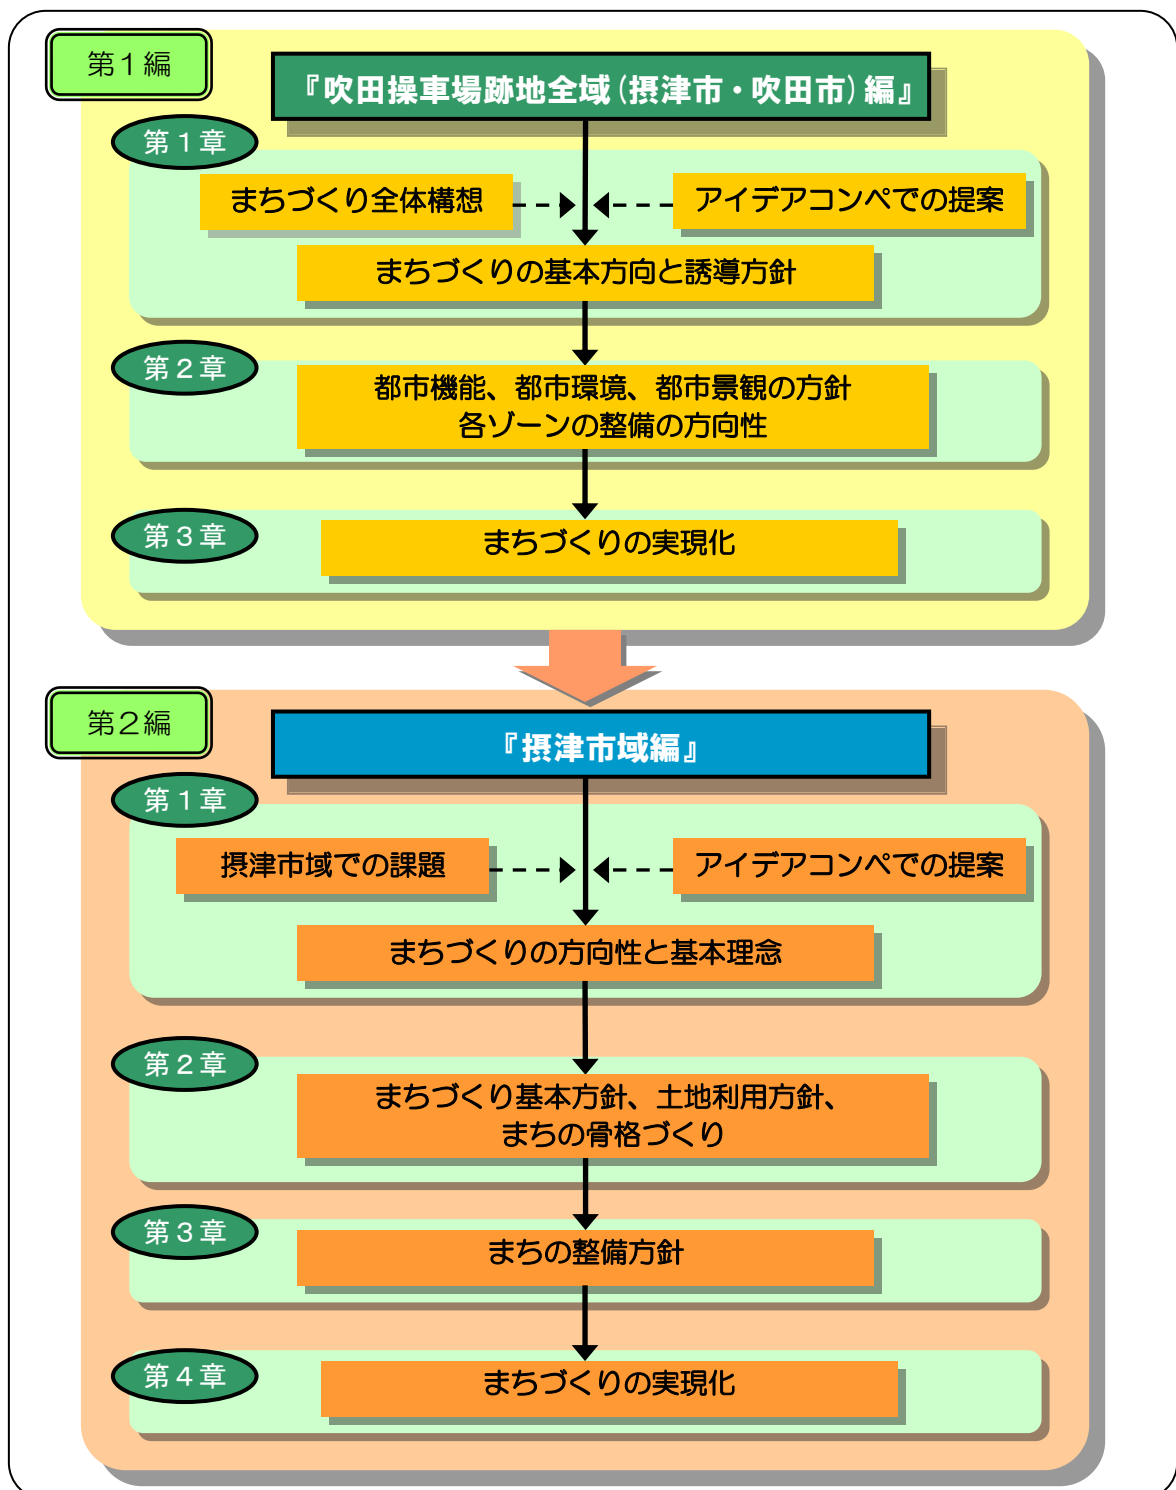 第１編
『吹田操車場跡地全域（摂津市・吹田市）編』
第１章
まちづくり全体構想
アイデアコンペでの提案
まちづくりの基本方向と誘導方針
第２章
都市機能、都市環境、都市景観の方針
各ゾーンの整備の方向性
第３章
まちづくりの実現化
第２編
『摂津市域編』
第１章
摂津市域での課題
アイデアコンペでの提案
まちづくりの方向性と基本理念
第２章
まちづくり基本方針、土地利用方針、
まちの骨格づくり
第３章
まちの整備方針
第４章
まちづくりの実現化